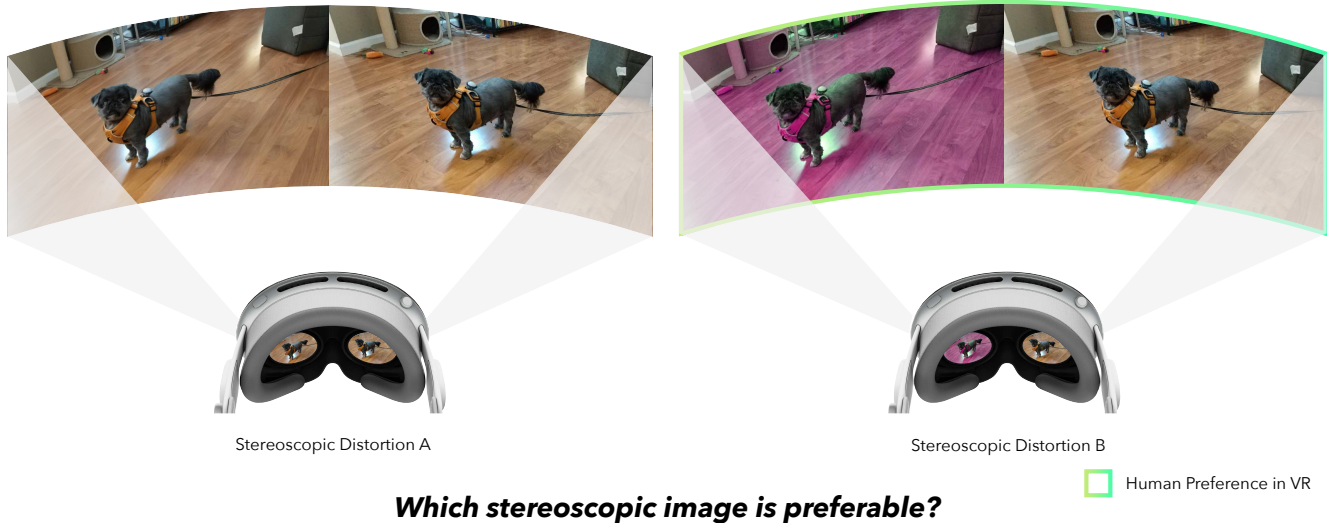 Stereoscopic Distortion A
Stereoscopic Distortion B
Human Preference in VR
Which stereoscopic image is preferable?